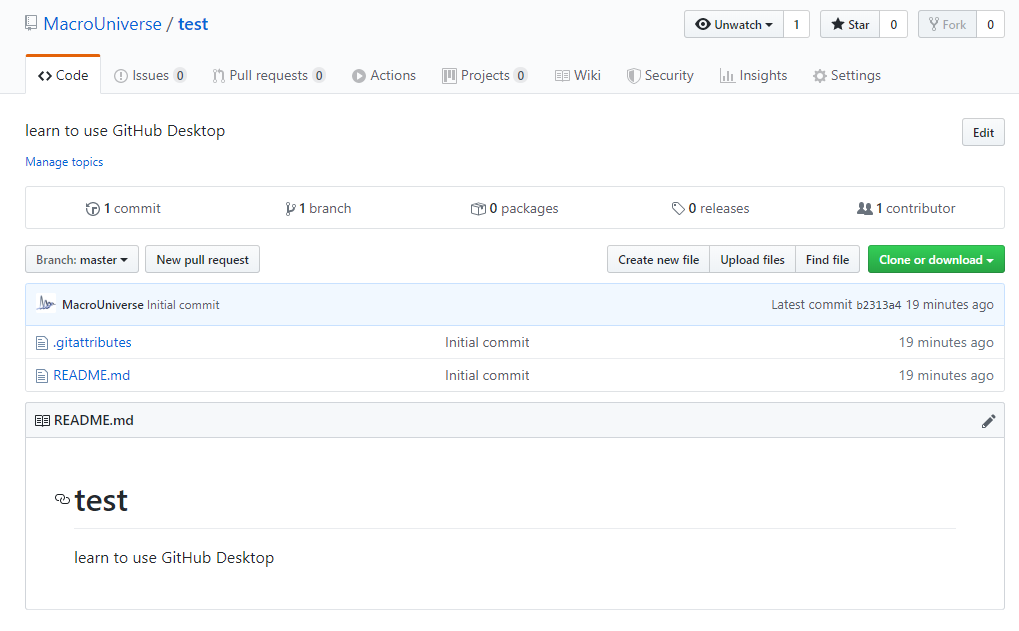 MacroUniverse / test Unwatch 1 Star 0 Fork 0
Code Issues 0 Pull requests 0 Actions Projects 0 Wiki Security Insights Settings
learn to use GitHub Desktop Edit
Manage topics
1 commit 1 branch 0 packages 0 releases 1 contributor
Branch: master New pull request Create new file Upload files Find file Clone or download
MacroUniverse Initial commit Latest commit b2313a4 19 minutes ago
.gitattributes Initial commit 19 minutes ago
README.md Initial commit 19 minutes ago
README.md
test
learn to use GitHub Desktop